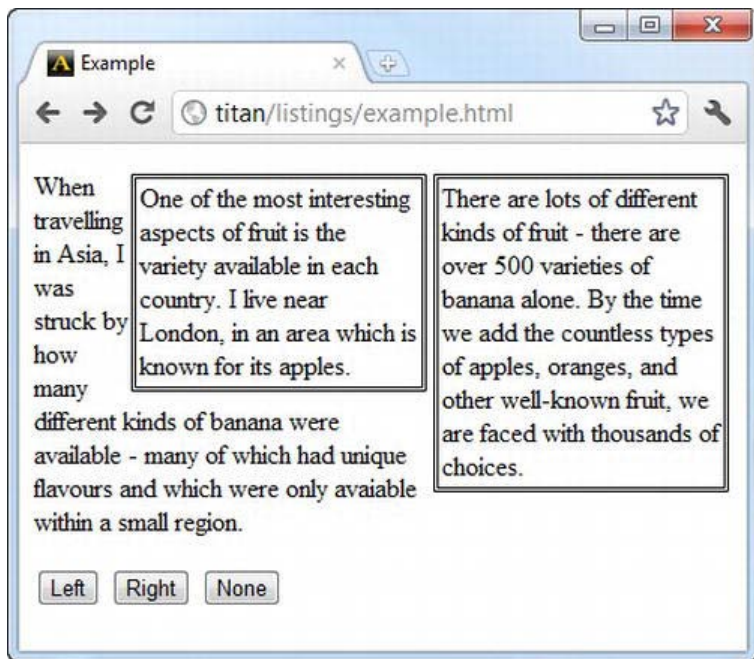 A Example
titan/listings/example.html
When
travelling
in Asia, I
was
struck by
how
many
different kinds of banana were
available - many of which had unique
flavours and which were only avaiable
within a small region.
One of the most interesting
aspects of fruit is the
variety available in each
country. I live near
London, in an area which is
known for its apples.
There are lots of different
kinds of fruit - there are
over 500 varieties of
banana alone. By the time
we add the countless types
of apples, oranges, and
other well-known fruit, we
are faced with thousands of
choices.
Left Right None